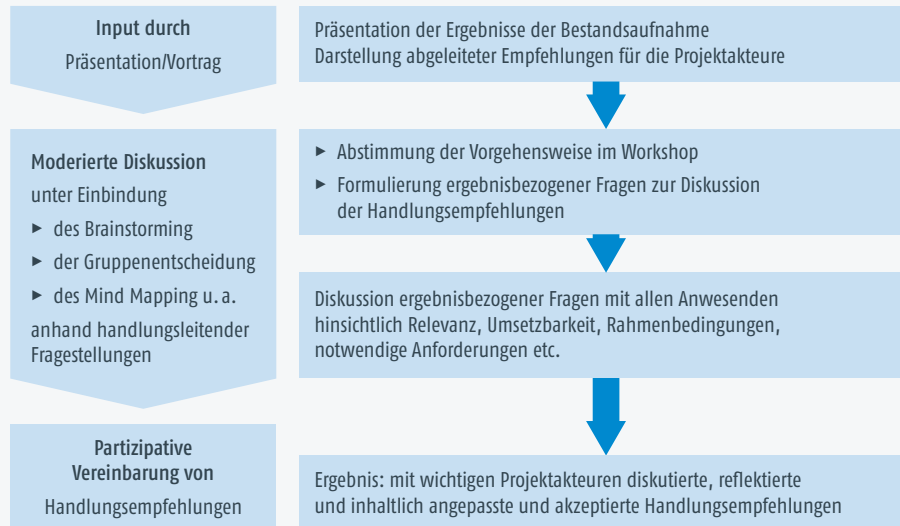 Input durch
Präsentation/Vortrag
Präsentation der Ergebnisse der Bestandsaufnahme
Darstellung abgeleiteter Empfehlungen für die Projektakteure
Moderierte Diskussion
unter Einbindung
► des Brainstorming
► der Gruppenentscheidung
► des Mind Mapping u. a.
anhand handlungsleitender
Fragestellungen
► Abstimmung der Vorgehensweise im Workshop
► Formulierung ergebnisbezogener Fragen zur Diskussion
der Handlungsempfehlungen
Diskussion ergebnisbezogener Fragen mit allen Anwesenden
hinsichtlich Relevanz, Umsetzbarkeit, Rahmenbedingungen,
notwendige Anforderungen etc.
Partizipative
Vereinbarung von
Handlungsempfehlungen
Ergebnis: mit wichtigen Projektakteuren diskutierte, reflektierte
und inhaltlich angepasste und akzeptierte Handlungsempfehlungen